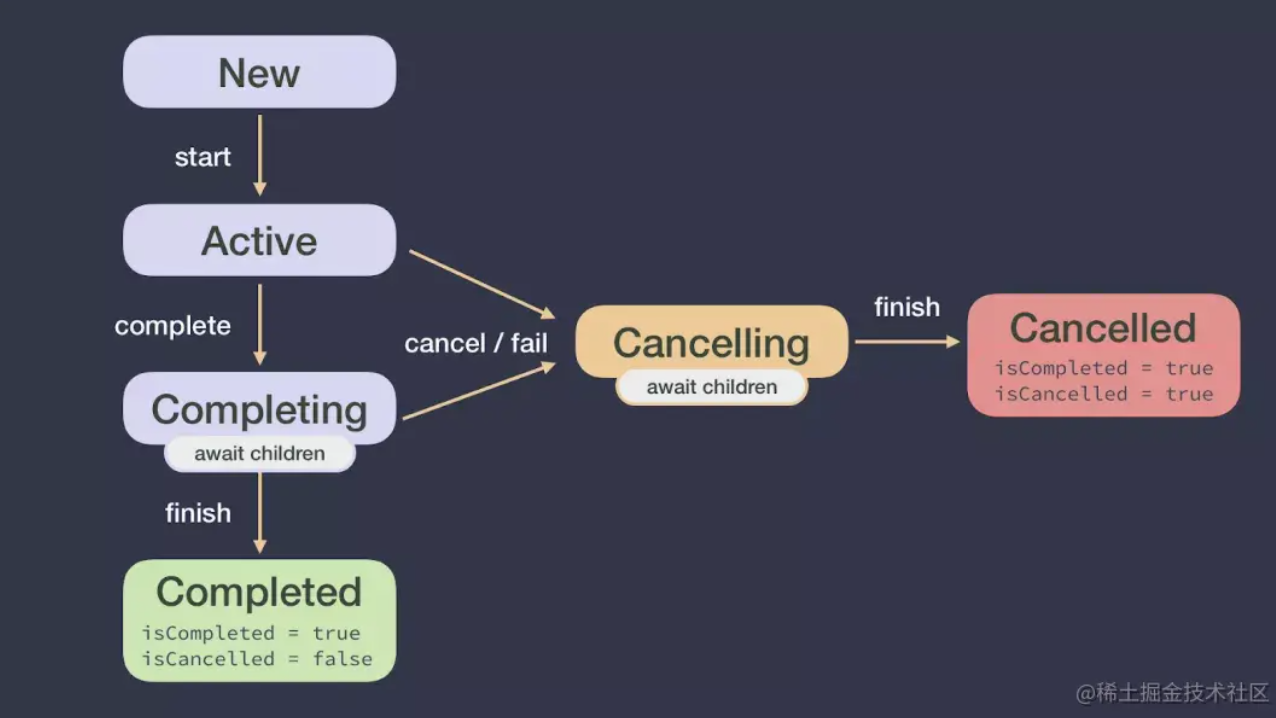 New
start
Active
complete
cancel / fail
Completing
await children
finish
Completed
isCompleted = true
isCancelled = false
Cancelling
await children
finish
Cancelled
isCompleted = true
isCancelled = true
@稀土掘金技术社区